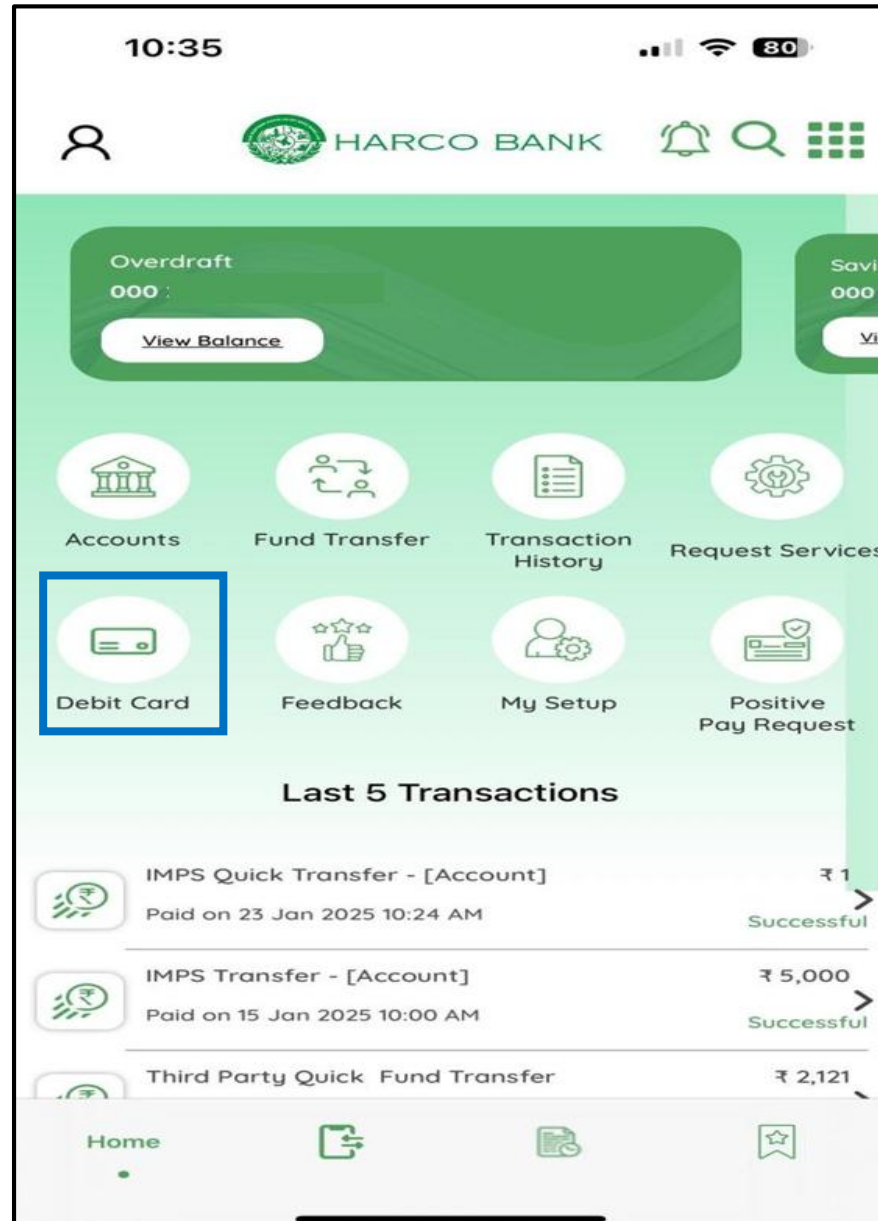 10:35
80
HARCO BANK
Overdraft
000 :
View Balance
Savi
000
Vi
Accounts
Fund Transfer
Transaction
History
Request Services
Debit Card
Feedback
My Setup
Positive
Pay Request
Last 5 Transactions
IMPS Quick Transfer - [Account]
₹ 1
Paid on 23 Jan 2025 10:24 AM
Successful
IMPS Transfer - [Account]
₹ 5,000
Paid on 15 Jan 2025 10:00 AM
Successful
Third Party Quick Fund Transfer
₹ 2,121
Home